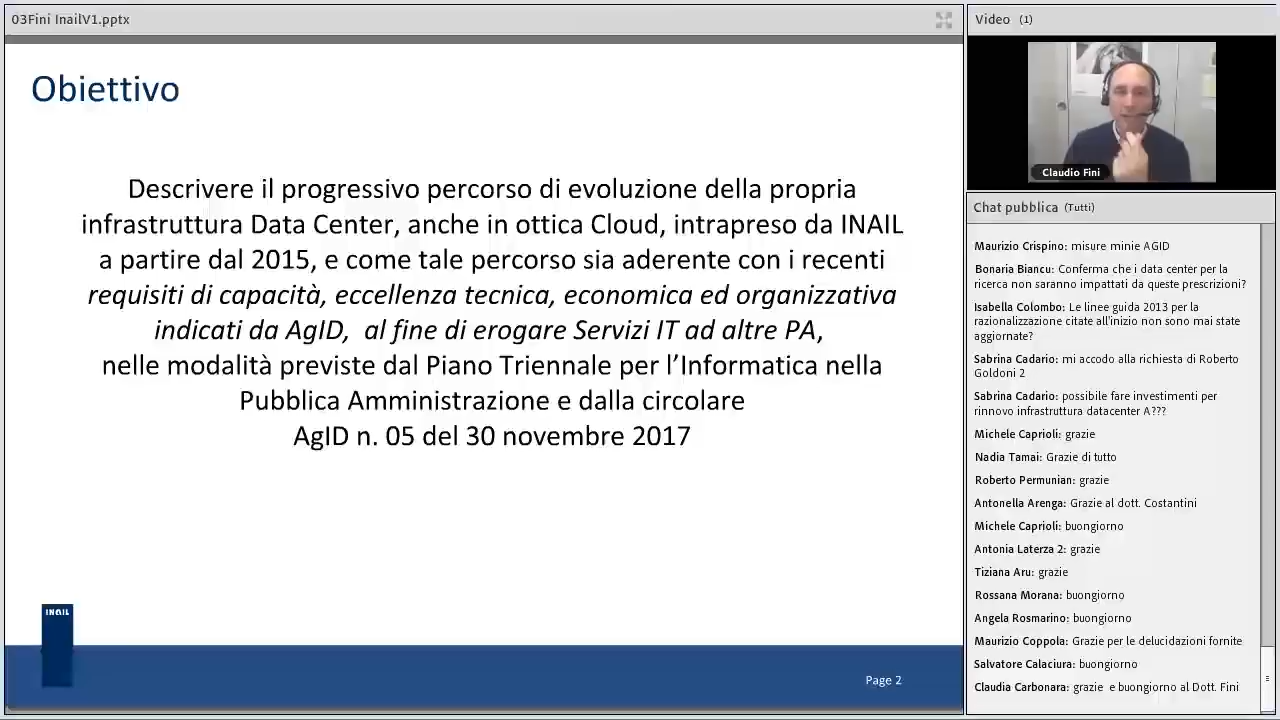 03Fini InailV1.pptx
Obiettivo
Descrivere il progressivo percorso di evoluzione della propria
infrastruttura Data Center, anche in ottica Cloud, intrapreso da INAIL
a partire dal 2015, e come tale percorso sia aderente con i recenti
requisiti di capacità, eccellenza tecnica, economica ed organizzativa
indicati da AgID,  al fine di erogare Servizi IT ad altre PA,
nelle modalità previste dal Piano Triennale per l’Informatica nella
Pubblica Amministrazione e dalla circolare
AgID n. 05 del 30 novembre 2017
INAIL
Page 2
Video (1)
Claudio Fini
Chat pubblica (Tutti)
Maurizio Crispino: misure minie AGID
Bonaria Biancu: Conferma che i data center per la
ricerca non saranno impattati da queste prescrizioni?
Isabella Colombo: Le linee guida 2013 per la
razionalizzazione citate all'inizio non sono mai state
aggiornate?
Sabrina Cadario: mi accodo alla richiesta di Roberto
Goldoni 2
Sabrina Cadario: possibile fare investimenti per
rinnovo infrastruttura datacenter A???
Michele Caprioli: grazie
Nadia Tamai: Grazie di tutto
Roberto Permunian: grazie
Antonella Arenga: Grazie al dott. Costantini
Michele Caprioli: buongiorno
Antonia Laterza 2: grazie
Tiziana Aru: grazie
Rossana Morana: buongiorno
Angela Rosmarino: buongiorno
Maurizio Coppola: Grazie per le delucidazioni fornite
Salvatore Calaciura: buongiorno
Claudia Carbonara: grazie  e buongiorno al Dott. Fini